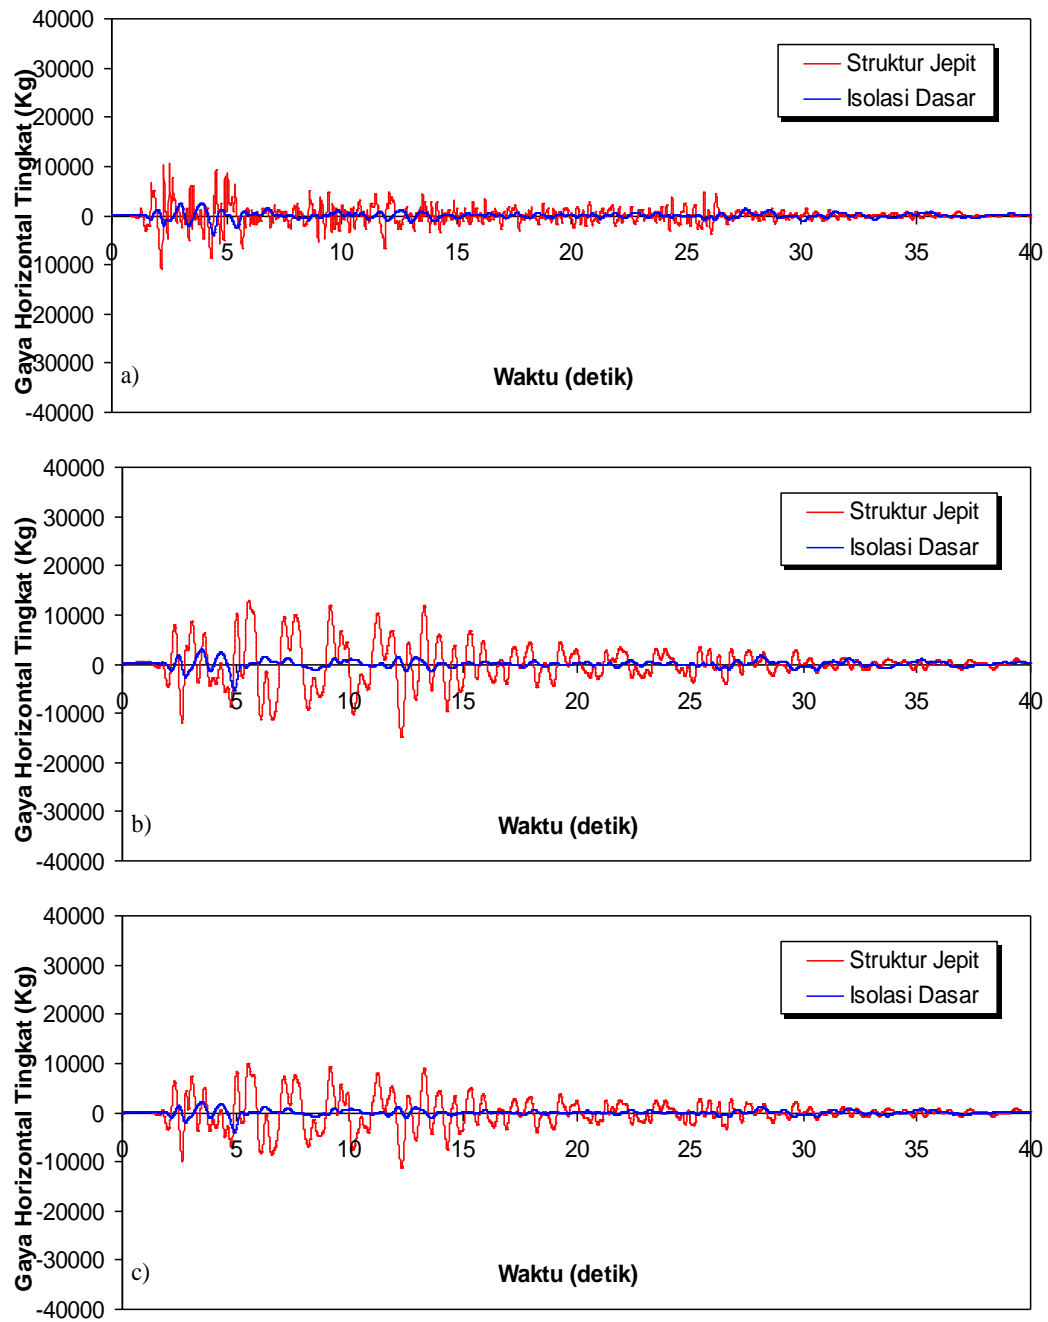 40000
30000
20000
10000
0
-10000
-20000
-30000
-40000
Gaya Horizontal Tingkat (Kg)
Struktur Jepit
Isolasi Dasar
0 5 10 15 20 25 30 35 40
a)
Waktu (detik)
40000
30000
20000
10000
0
-10000
-20000
-30000
-40000
Gaya Horizontal Tingkat (Kg)
Struktur Jepit
Isolasi Dasar
0 5 10 15 20 25 30 35 40
b)
Waktu (detik)
40000
30000
20000
10000
0
-10000
-20000
-30000
-40000
Gaya Horizontal Tingkat (Kg)
Struktur Jepit
Isolasi Dasar
0 5 10 15 20 25 30 35 40
c)
Waktu (detik)